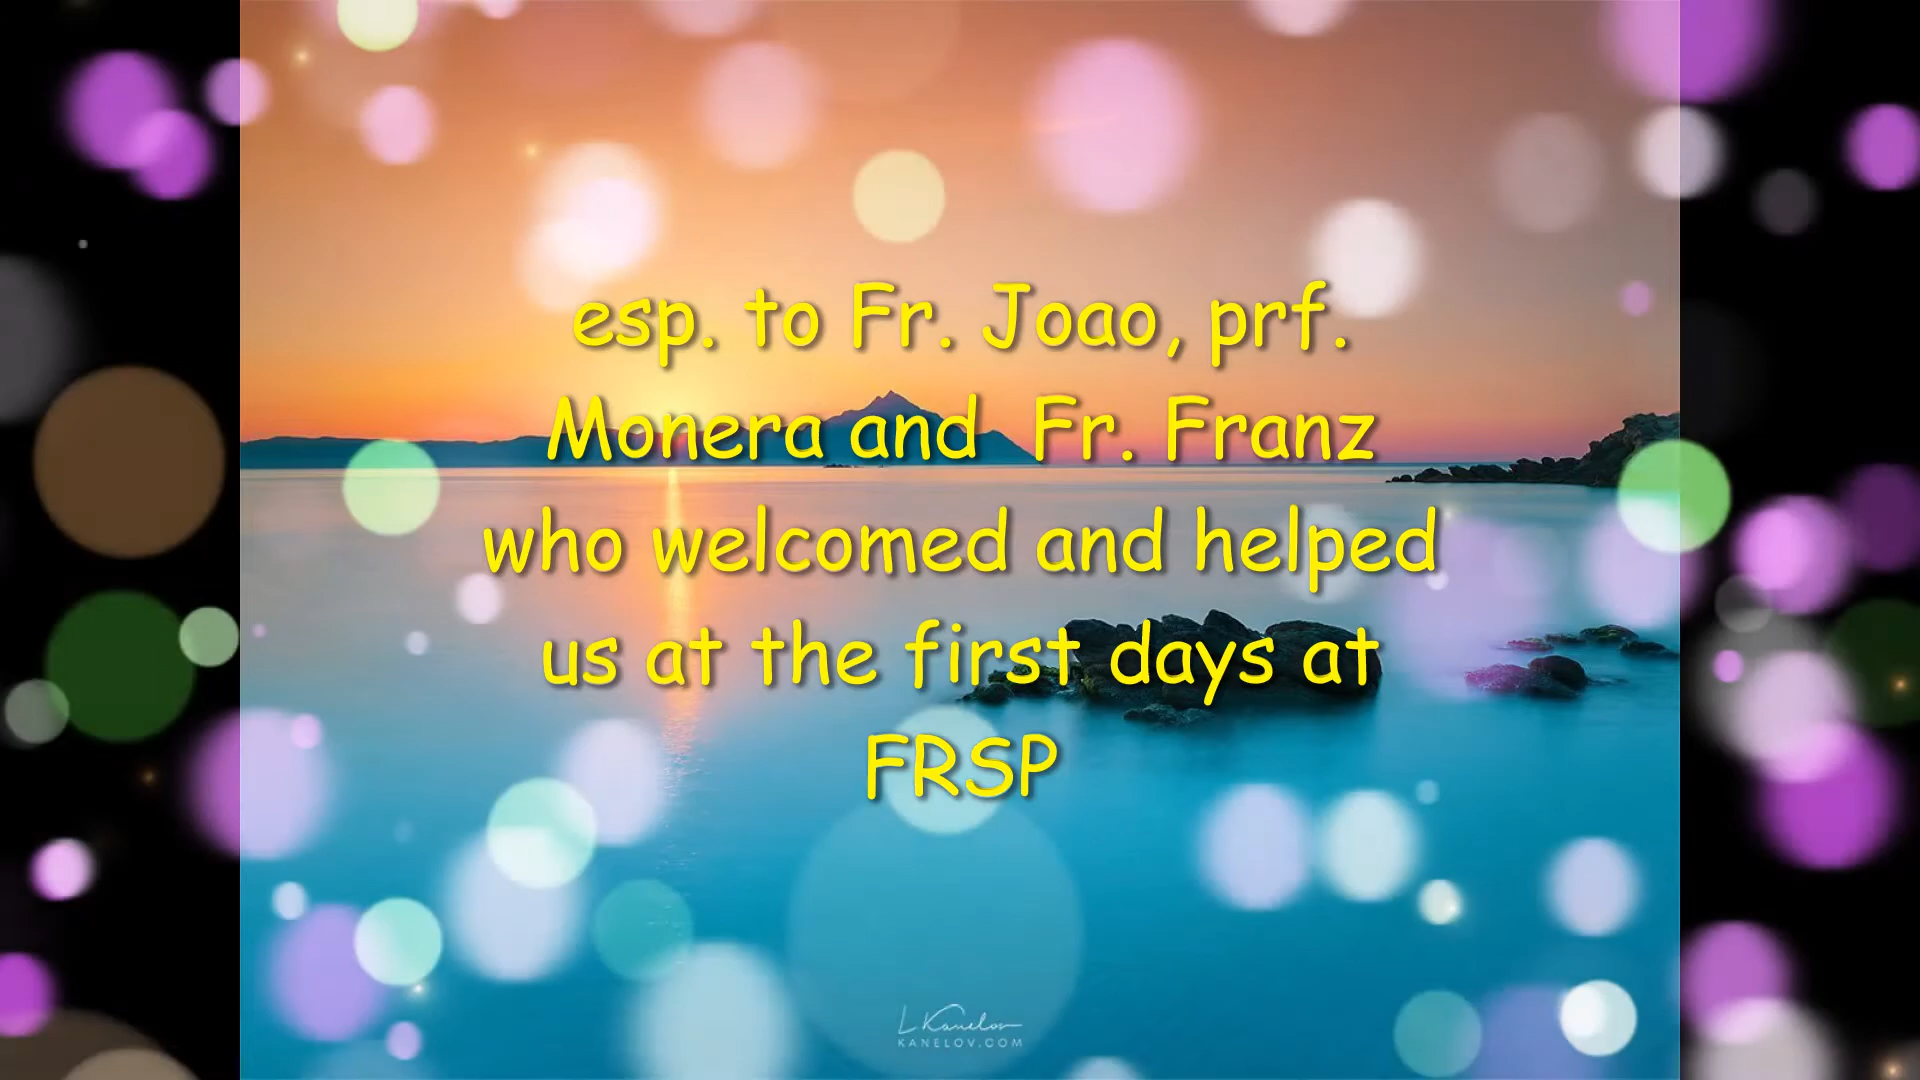 esp. to Fr. Joao, prf.
Monera and  Fr. Franz
who welcomed and helped
us at the first days at
FRSP
L Kanelov
KANELOV.COM